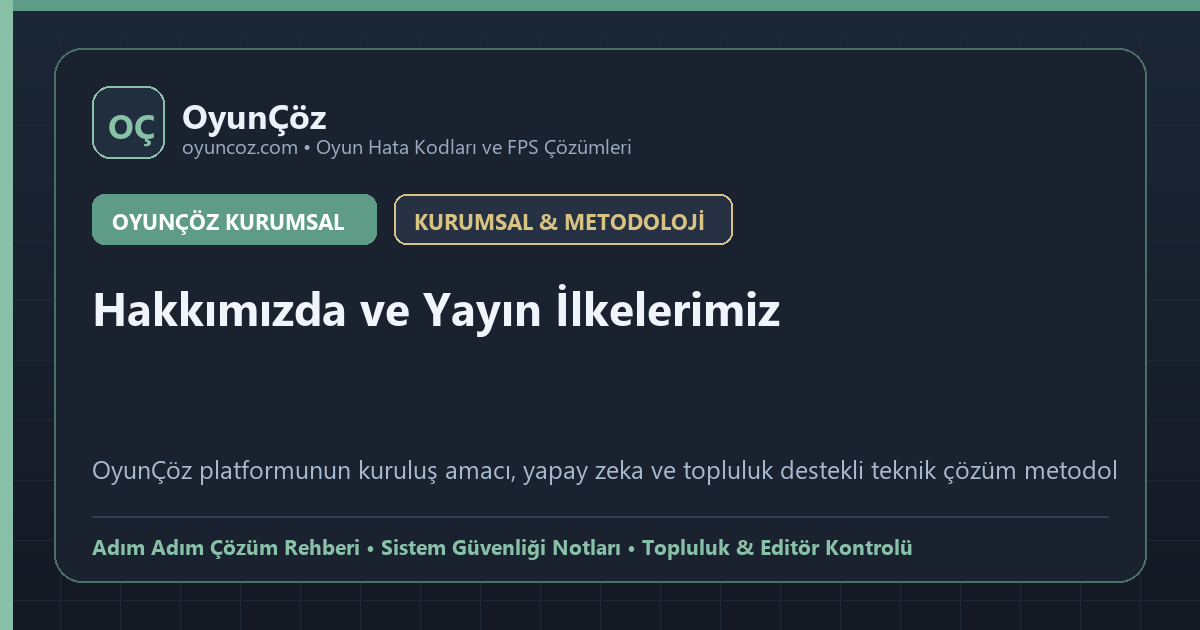 OÇ
OyunÇöz
oyuncoz.com • Oyun Hata Kodları ve FPS Çözümleri
OYUNÇÖZ KURUMSAL
KURUMSAL & METODOLOJİ
Hakkımızda ve Yayın İlkelerimiz
OyunÇöz platformunun kuruluş amacı, yapay zeka ve topluluk destekli teknik çözüm metodol
Adım Adım Çözüm Rehberi • Sistem Güvenliği Notları • Topluluk & Editör Kontrolü